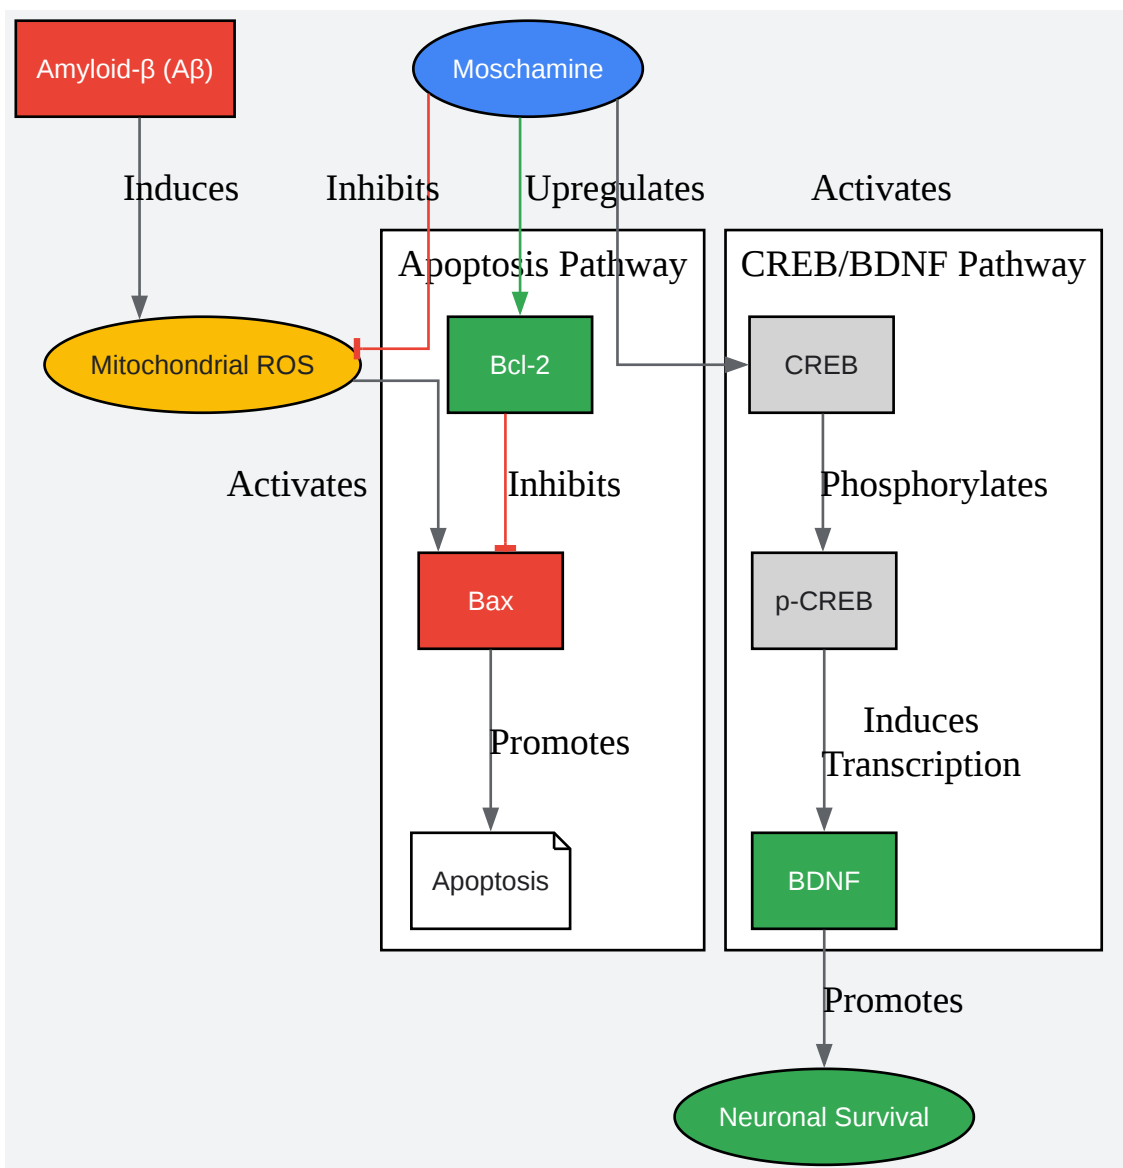 Amyloid-β (Aβ)
Moschamine
Induces
Inhibits
Upregulates
Activates
Apoptosis Pathway
CREB/BDNF Pathway
Mitochondrial ROS
Bcl-2
CREB
Activates
Inhibits
Phosphorylates
Bax
p-CREB
Promotes
Induces
Transcription
Apoptosis
BDNF
Promotes
Neuronal Survival